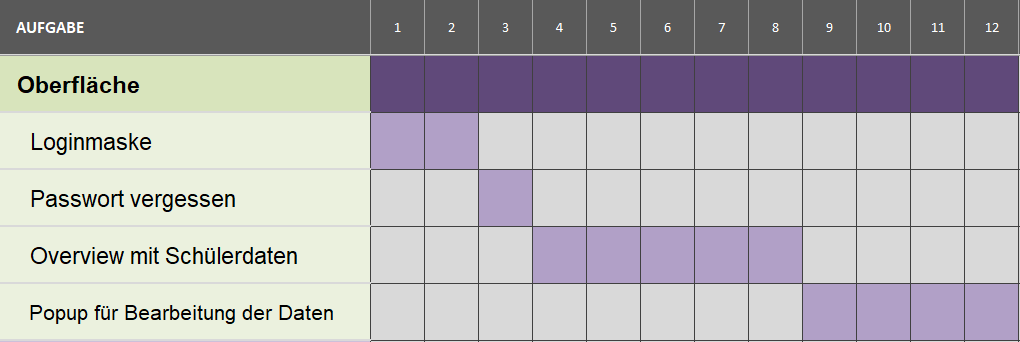 AUFGABE 1 2 3 4 5 6 7 8 9 10 11 12
Oberfläche
Loginmaske
Passwort vergessen
Overview mit Schülerdaten
Popup für Bearbeitung der Daten